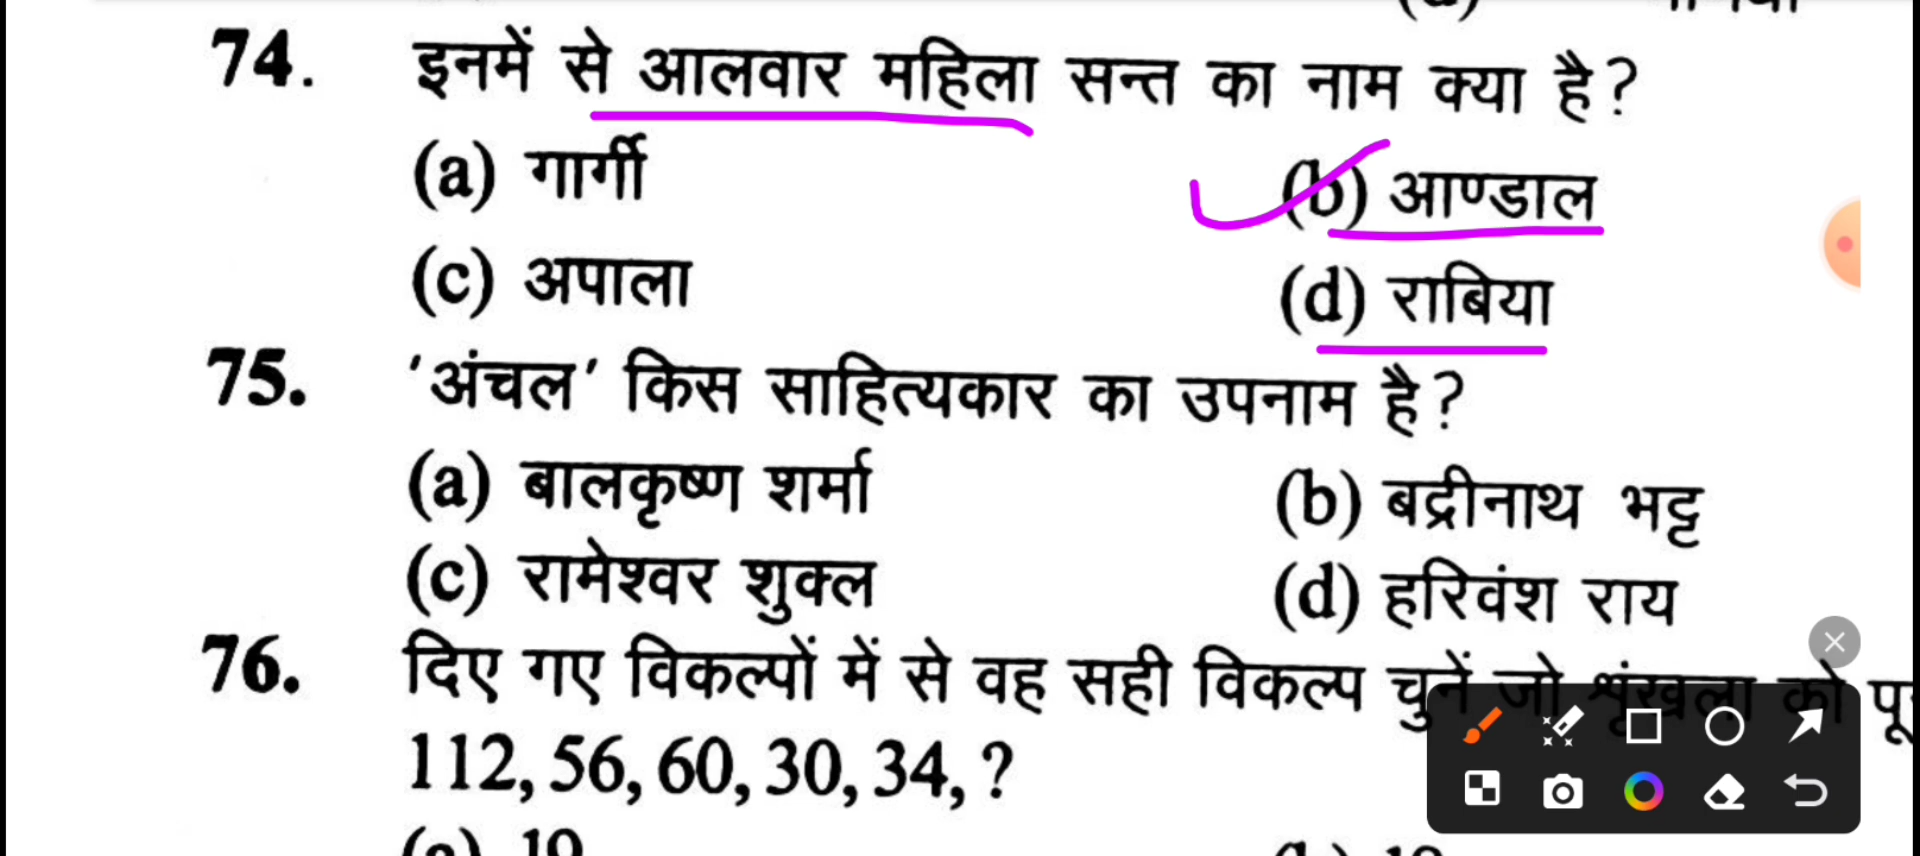 74. इनमें से आलवार महिला सन्त का नाम क्या है?
(a) गार्गी (b) आण्डाल
(c) अपाला (d) राबिया
75. 'अंचल' किस साहित्यकार का उपनाम है?
(a) बालकृष्ण शर्मा (b) बद्रीनाथ भट्ट
(c) रामेश्वर शुक्ल (d) हरिवंश राय
76. दिए गए विकल्पों में से वह सही विकल्प चुनें जो शृंखला को
112, 56, 60, 30, 34, ?